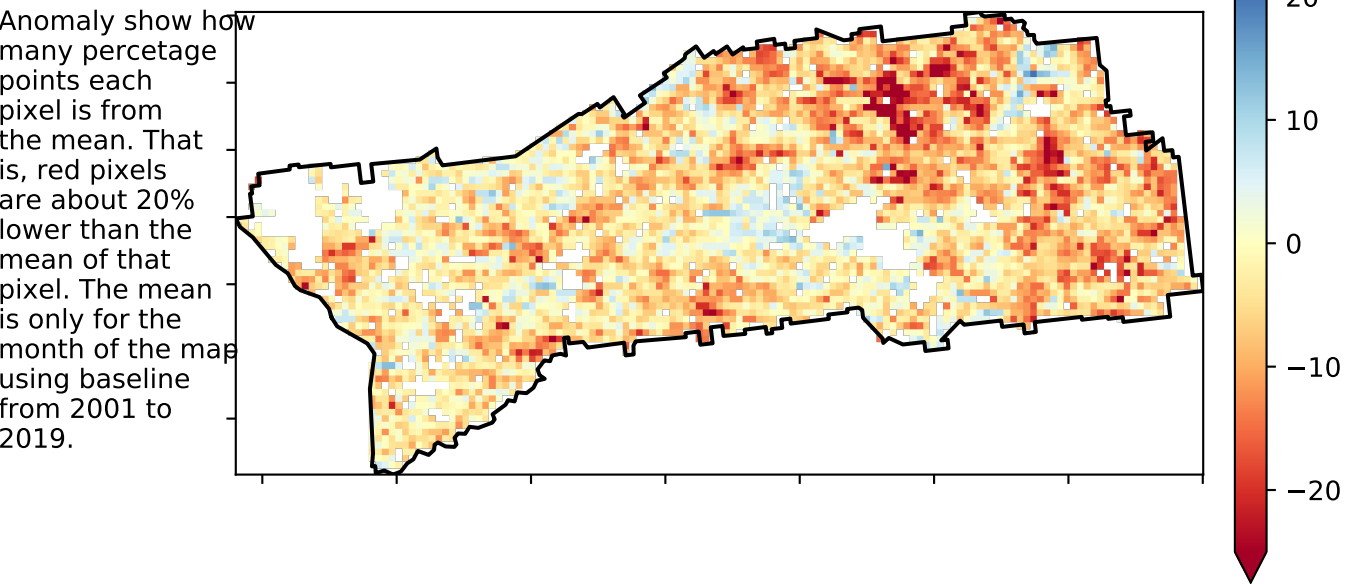 Anomaly show how
many percetage
points each
pixel is from
the mean. That
is, red pixels
are about 20%
lower than the
mean of that
pixel. The mean
is only for the
month of the map
using baseline
from 2001 to
2019.
20
10
0
−10
−20